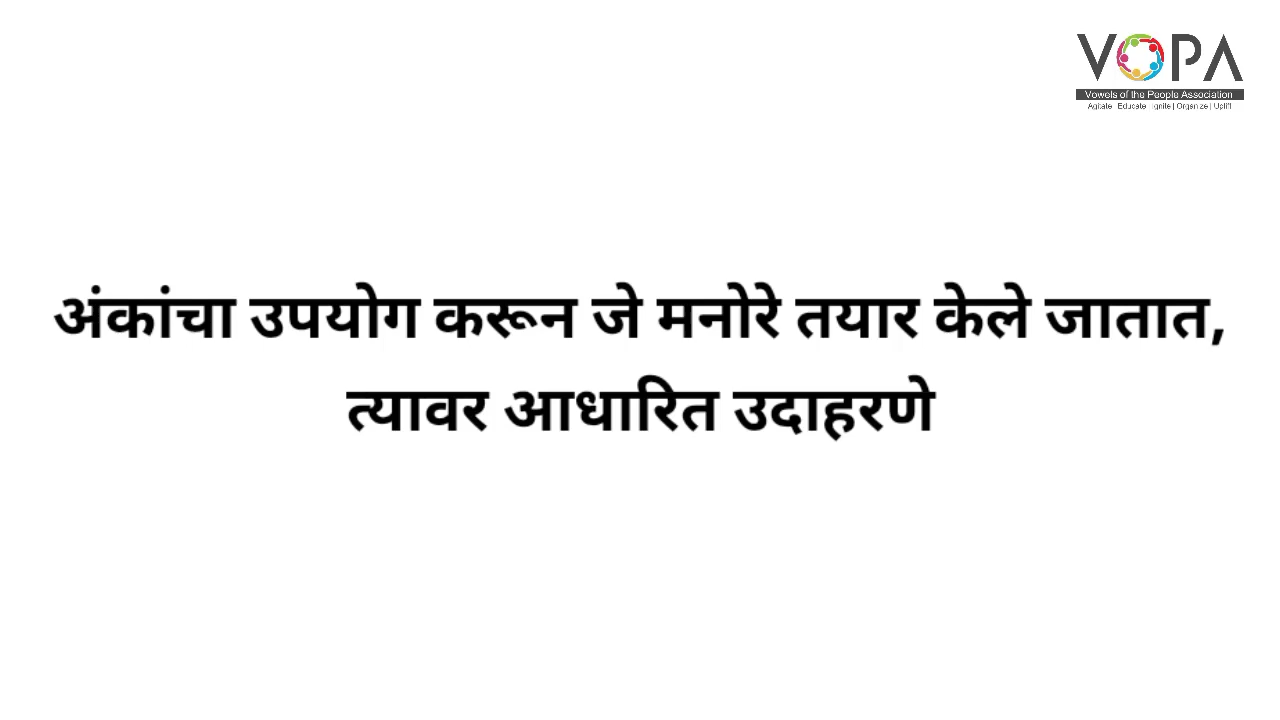 VOPA
Vowels of the People Association
Agitate | Educate | Ignite | Organize | Uplift
अंकांचा उपयोग करून जे मनोरे तयार केले जातात,
त्यावर आधारित उदाहरणे